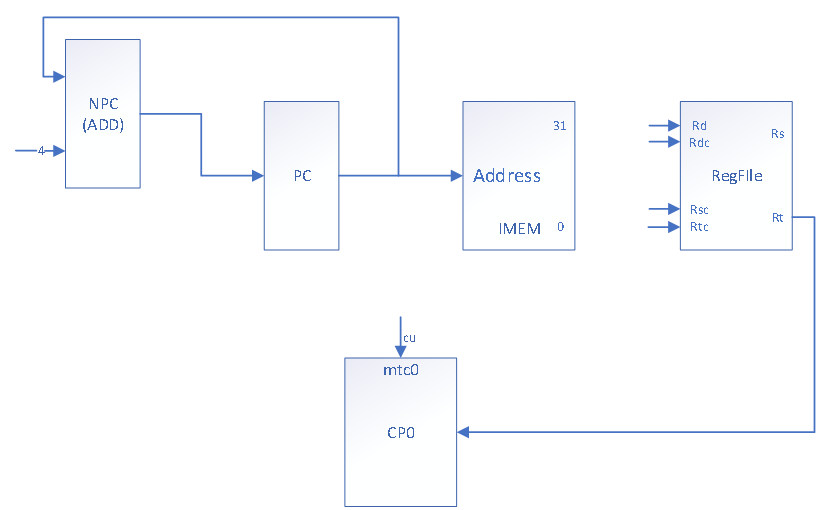 NPC
(ADD)
4
PC
31
Address
IMEM 0
Rd
Rdc
Rs
RegFIle
Rsc
Rtc
Rt
cu
mtc0
CP0